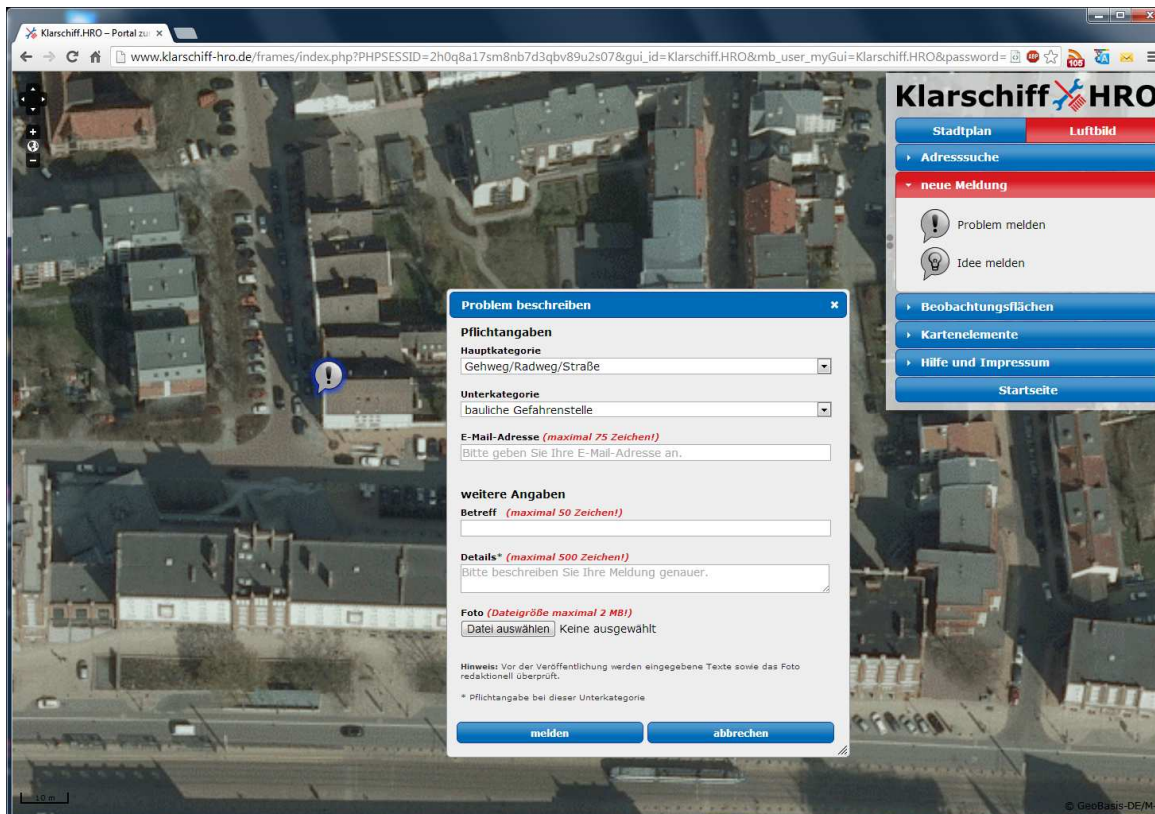 Klarschiff.HRO – Portal zu
www.klarschiff-hro.de/frames/index.php?PHPSESSID=2h0q8a17sm8nb7d3qbv89u2s07&gui_id=Klarschiff.HRO&mb_user_myGui=Klarschiff.HRO&password=
105
Klarschiff HRO
Stadtplan Luftbild
Adresssuche
neue Meldung
Problem melden
Idee melden
Beobachtungsflächen
Kartenelemente
Hilfe und Impressum
Startseite
Problem beschreiben
Pflichtangaben
Hauptkategorie
Gehweg/Radweg/Straße
Unterkategorie
bauliche Gefahrenstelle
E-Mail-Adresse (maximal 75 Zeichen!)
Bitte geben Sie Ihre E-Mail-Adresse an.
weitere Angaben
Betreff (maximal 50 Zeichen!)
Details* (maximal 500 Zeichen!)
Bitte beschreiben Sie Ihre Meldung genauer.
Foto (Dateigröße maximal 2 MB!)
Datei auswählen Keine ausgewählt
Hinweis: Vor der Veröffentlichung werden eingegebene Texte sowie das Foto
redaktionell überprüft.
* Pflichtangabe bei dieser Unterkategorie
melden abbrechen
10 m
© GeoBasis-DE/M-